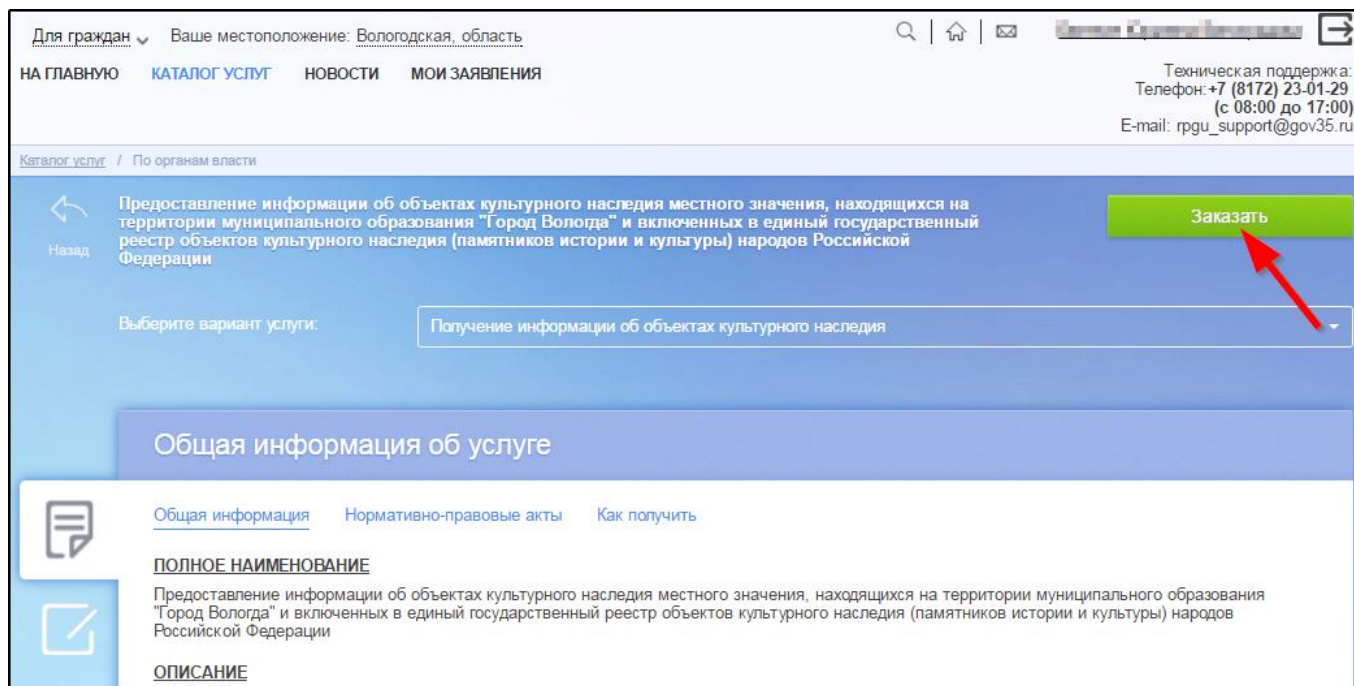 Для граждан Ваше местоположение: Вологодская, область
НА ГЛАВНУЮ КАТАЛОГ УСЛУГ НОВОСТИ МОИ ЗАЯВЛЕНИЯ
Техническая поддержка:
Телефон:+7 (8172) 23-01-29
(с 08:00 до 17:00)
E-mail: rpgu_support@gov35.ru
Каталог услуг / По органам власти
Назад
Предоставление информации об объектах культурного наследия местного значения, находящихся на
территории муниципального образования "Город Вологда" и включенных в единый государственный
реестр объектов культурного наследия (памятников истории и культуры) народов Российской
Федерации
Заказать
Выберите вариант услуги: Получение информации об объектах культурного наследия
Общая информация об услуге
Общая информация Нормативно-правовые акты Как получить
ПОЛНОЕ НАИМЕНОВАНИЕ
Предоставление информации об объектах культурного наследия местного значения, находящихся на территории муниципального образования
"Город Вологда" и включенных в единый государственный реестр объектов культурного наследия (памятников истории и культуры) народов
Российской Федерации
ОПИСАНИЕ